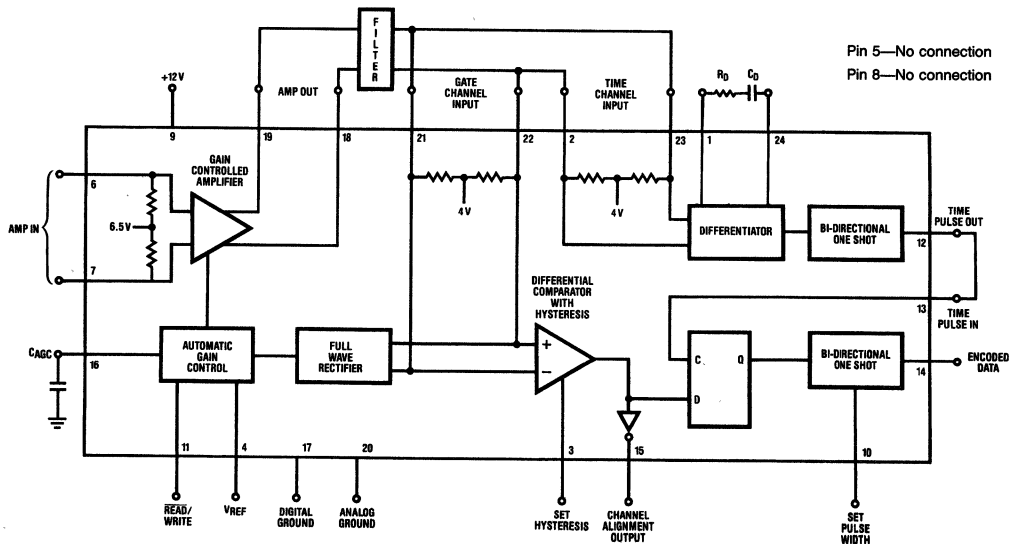 FILTER
Pin 5—No connection
Pin 8—No connection
+12V
AMP OUT
GATE
CHANNEL
INPUT
TIME
CHANNEL
INPUT
RD
CD
9
19
18
21
22
2
23
1
24
GAIN
CONTROLLED
AMPLIFIER
6
AMP IN
6.5V
7
4V
4V
DIFFERENTIATOR
BI-DIRECTIONAL
ONE SHOT
TIME
PULSE OUT
12
13
TIME
PULSE IN
DIFFERENTIAL
COMPARATOR
WITH
HYSTERESIS
CAGC
16
AUTOMATIC
GAIN
CONTROL
FULL
WAVE
RECTIFIER
+
–
C
Q
D
BI-DIRECTIONAL
ONE SHOT
ENCODED
DATA
14
11
4
17
20
3
15
10
READ/
WRITE
VREF
DIGITAL
GROUND
ANALOG
GROUND
SET
HYSTERESIS
CHANNEL
ALIGNMENT
OUTPUT
SET
PULSE
WIDTH